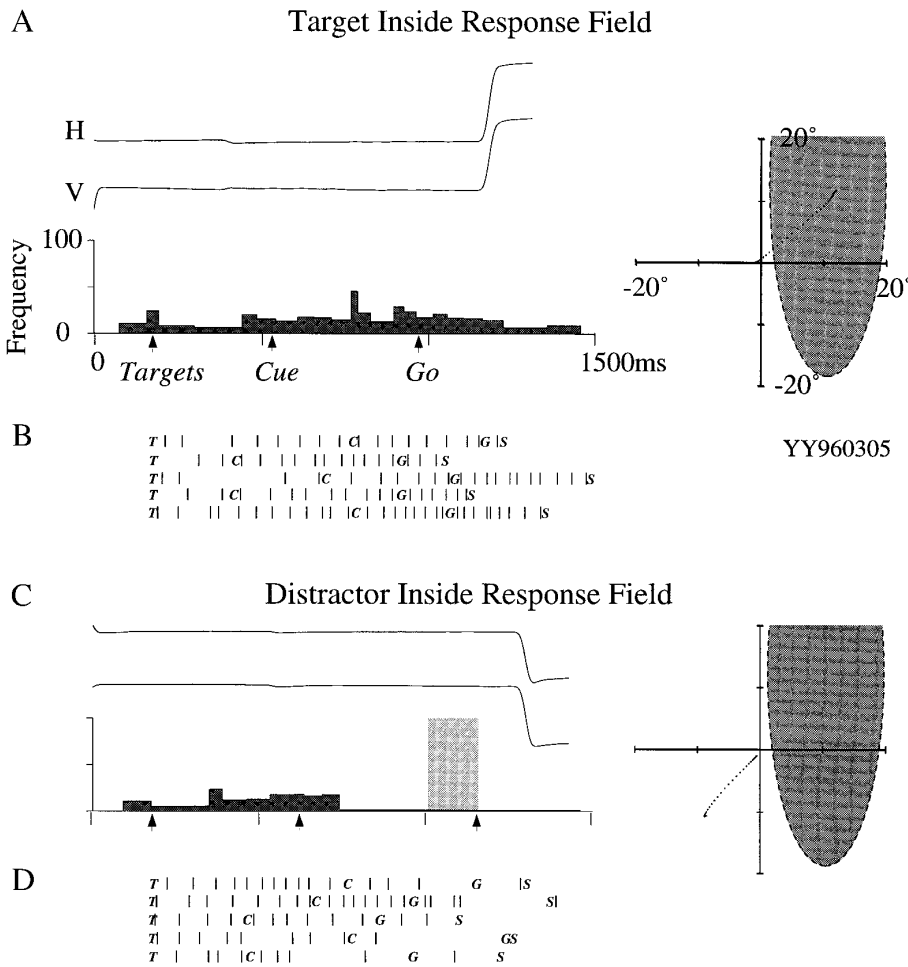 A Target Inside Response Field
H
V
Frequency
100
0
0 1500ms
Targets Cue Go
20°
-20° 20°
-20°
B
YY960305
T C G S
T C G S
T C G S
T C G S
T C G S
C Distractor Inside Response Field
D
T C G S
T C G S
T C G S
T C G S
T C G S